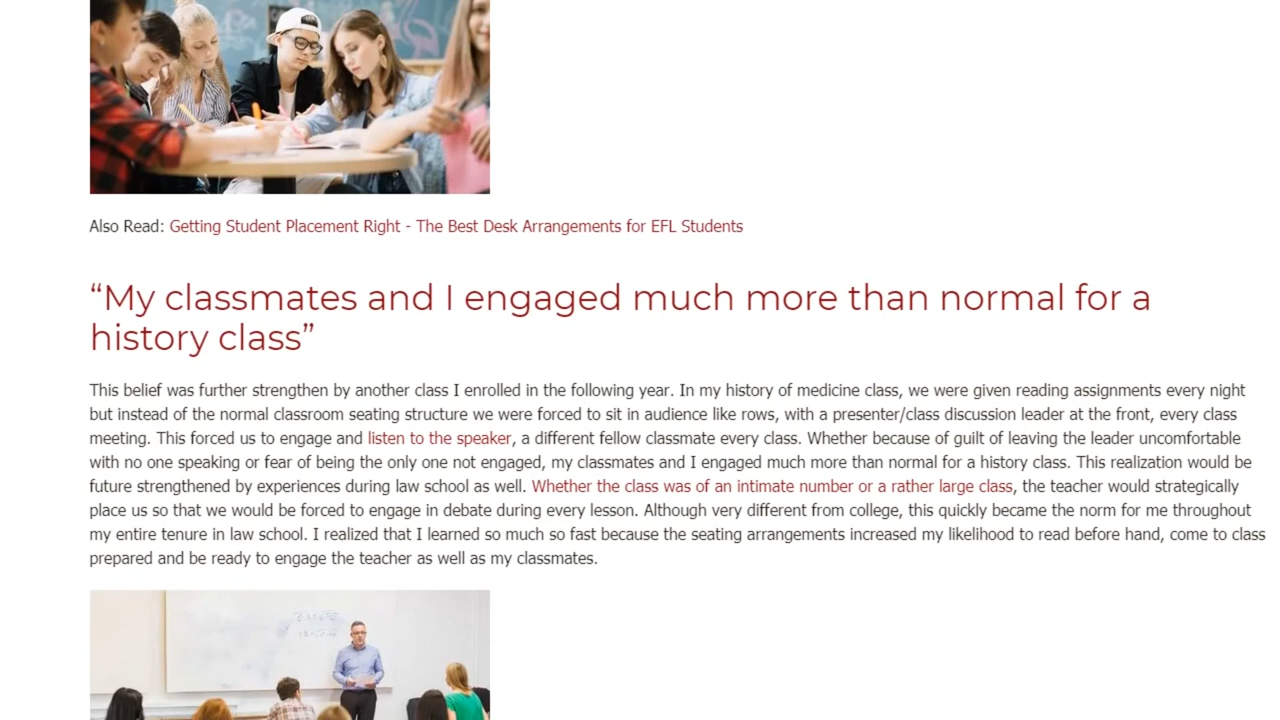 Also Read: Getting Student Placement Right - The Best Desk Arrangements for EFL Students
“My classmates and I engaged much more than normal for a
history class”
This belief was further strengthen by another class I enrolled in the following year. In my history of medicine class, we were given reading assignments every night
but instead of the normal classroom seating structure we were forced to sit in audience like rows, with a presenter/class discussion leader at the front, every class
meeting. This forced us to engage and listen to the speaker, a different fellow classmate every class. Whether because of guilt of leaving the leader uncomfortable
with no one speaking or fear of being the only one not engaged, my classmates and I engaged much more than normal for a history class. This realization would be
future strengthened by experiences during law school as well. Whether the class was of an intimate number or a rather large class, the teacher would strategically
place us so that we would be forced to engage in debate during every lesson. Although very different from college, this quickly became the norm for me throughout
my entire tenure in law school. I realized that I learned so much so fast because the seating arrangements increased my likelihood to read before hand, come to class
prepared and be ready to engage the teacher as well as my classmates.